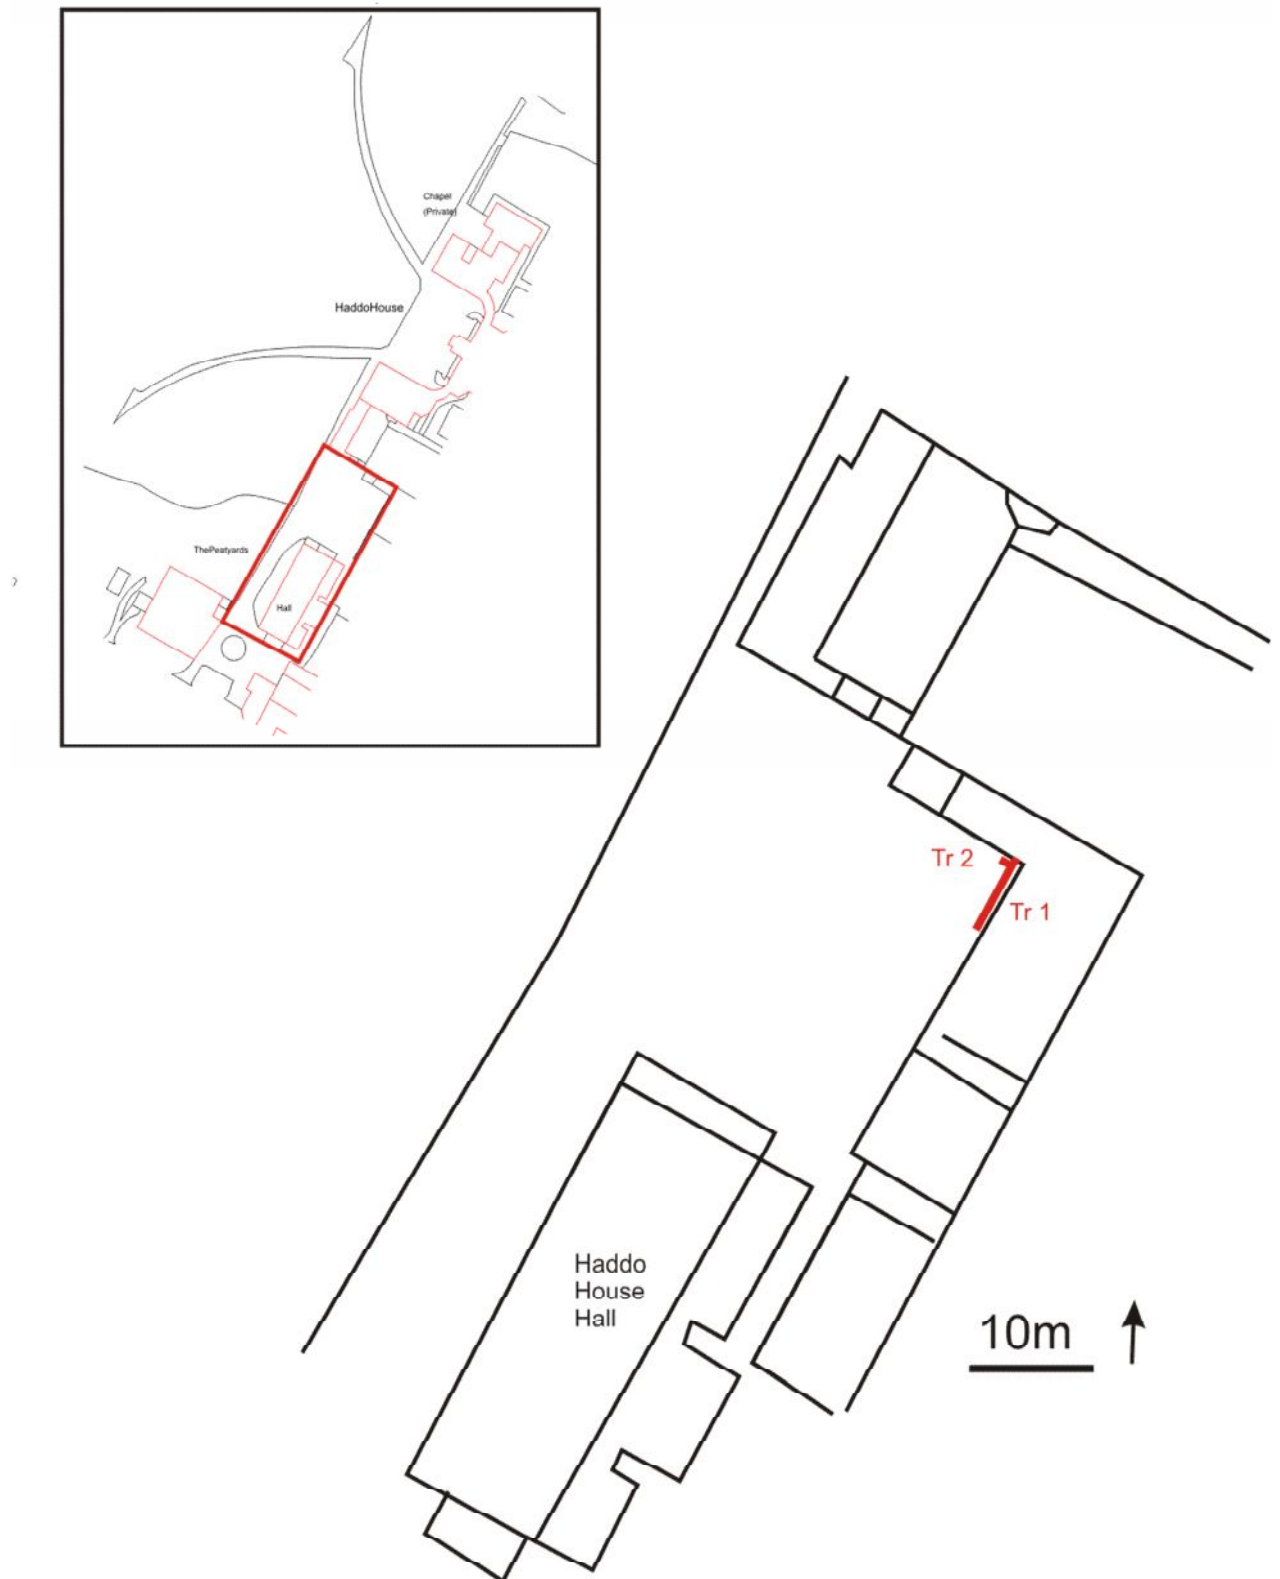 Chapel
(Private)
HaddoHouse
ThePeatyards
Hall
Tr 2
Tr 1
Haddo
House
Hall
10m